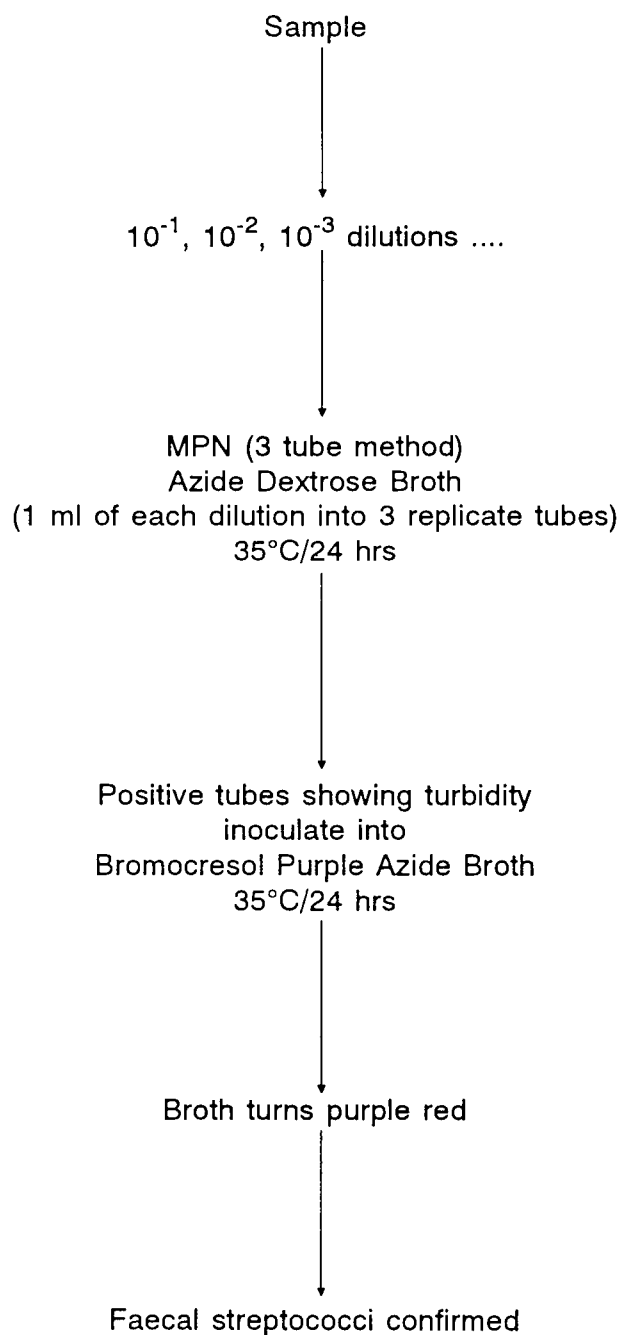 Sample
10⁻¹, 10⁻², 10⁻³ dilutions ....
MPN (3 tube method)
Azide Dextrose Broth
(1 ml of each dilution into 3 replicate tubes)
35°C/24 hrs
Positive tubes showing turbidity
inoculate into
Bromocresol Purple Azide Broth
35°C/24 hrs
Broth turns purple red
Faecal streptococci confirmed